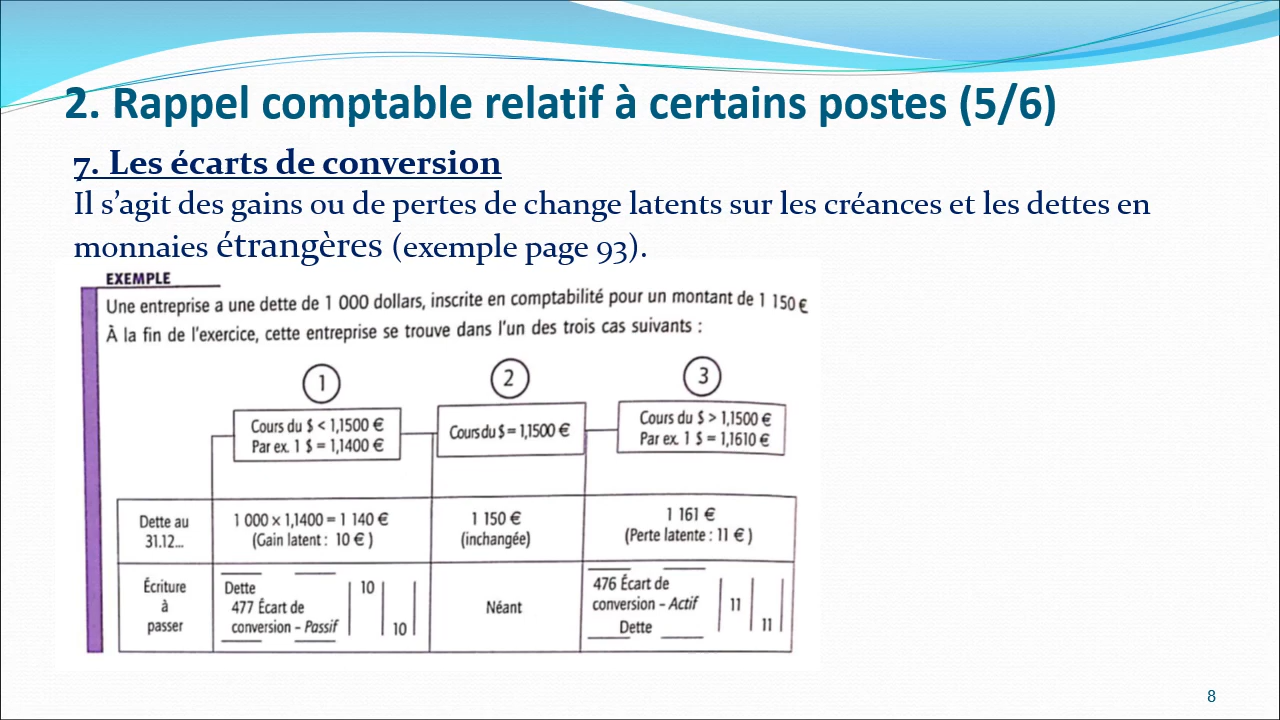 2. Rappel comptable relatif à certains postes (5/6)
7. Les écarts de conversion
Il s’agit des gains ou de pertes de change latents sur les créances et les dettes en
monnaies étrangères (exemple page 93).
EXEMPLE
Une entreprise a une dette de 1 000 dollars, inscrite en comptabilité pour un montant de 1 150 €
À la fin de l'exercice, cette entreprise se trouve dans l'un des trois cas suivants :
1
2
3
Cours du $ < 1,1500 €
Par ex. 1 $ = 1,1400 €
Cours du $ = 1,1500 €
Cours du $ > 1,1500 €
Par ex. 1 $ = 1,1610 €
Dette au
31.12...
1 000 × 1,1400 = 1 140 €
(Gain latent : 10 €)
1 150 €
(inchangée)
1 161 €
(Perte latente : 11 €)
Écriture
à
passer
Dette
477 Écart de
conversion – Passif
10
10
Néant
476 Écart de
conversion – Actif
Dette
11
11
8